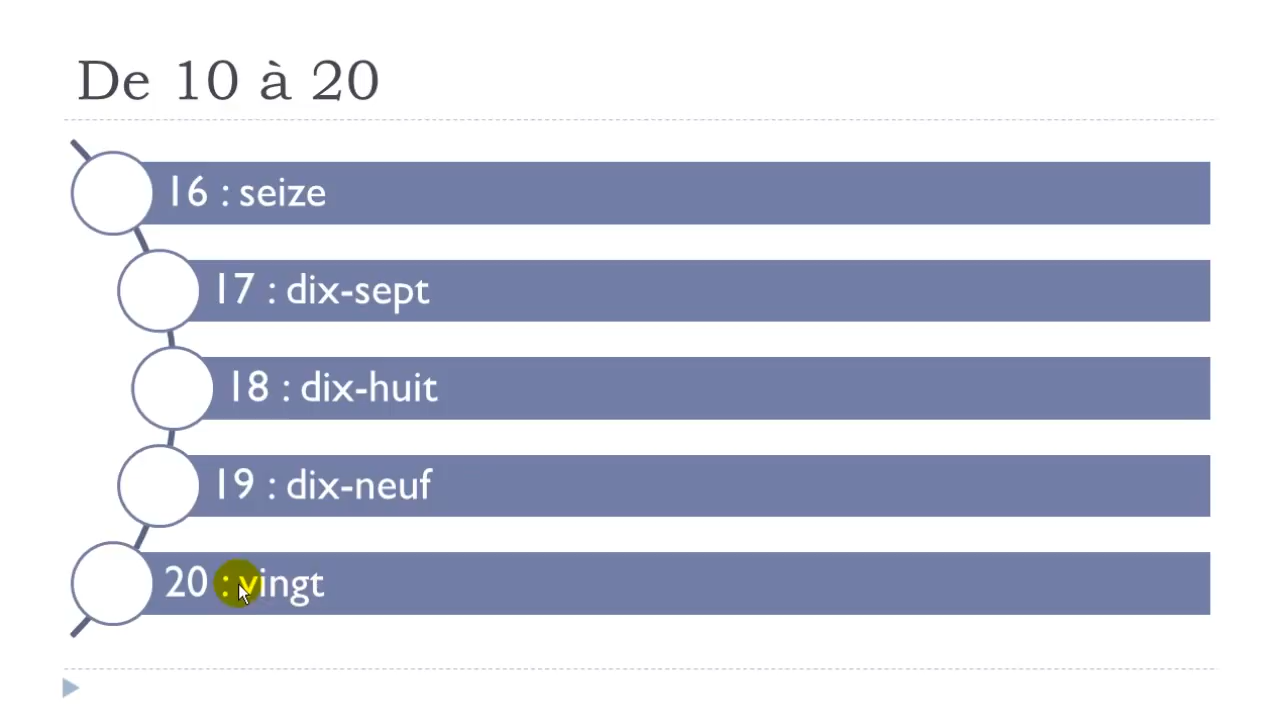 De 10 à 20
16 : seize
17 : dix-sept
18 : dix-huit
19 : dix-neuf
20 : vingt